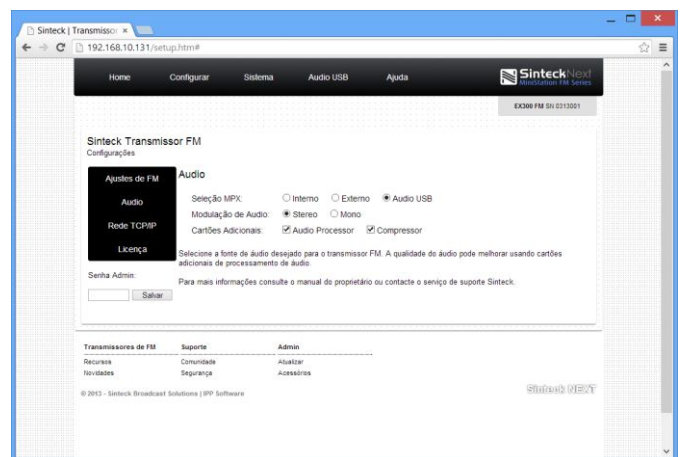 Sinteck | Transmissor
192.168.10.131/setup.htm#
Home Configurar Sistema Audio USB Ajuda
SinteckNext
MiniStation FM Series
EX300 FM SN 0313001
Sinteck Transmissor FM
Configurações
Ajustes de FM
Audio
Rede TCP/IP
Licença
Senha Admin:
Salvar
Audio
Seleção MPX: Interno Externo Audio USB
Modulação de Audio: Stereo Mono
Cartões Adicionais: Audio Processor Compressor
Selecione a fonte de áudio desejado para o transmissor FM. A qualidade do áudio pode melhorar usando cartões
adicionais de processamento de áudio.
Para mais informações consulte o manual do proprietário ou contacte o serviço de suporte Sinteck.
Transmissores de FM Suporte Admin
Recursos Comunidade Atualizar
Novidades Segurança Acessórios
© 2013 - Sinteck Broadcast Solutions | IPP Software
Sinteck NEXT